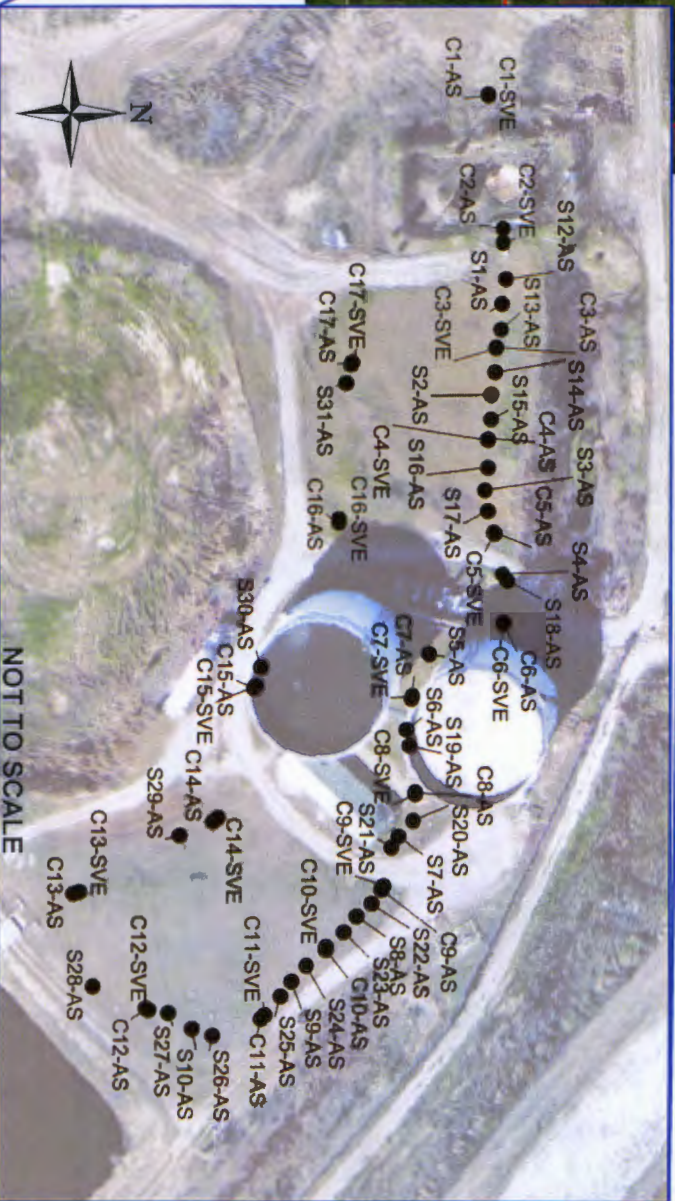 C1-SVE
C1-AS
N
C2-SVE
C2-AS
S12-AS
S1-AS
S13-AS
C3-AS
C3-SVE
S14-AS
S2-AS
S15-AS
C4-AS
C4-SVE
S16-AS
S3-AS
S17-AS
C5-AS
C5-SVE
S4-AS
S18-AS
C6-AS
C6-SVE
C17-SVE
C17-AS
S31-AS
C16-SVE
C16-AS
S5-AS
C7-AS
C7-SVE
S6-AS
S19-AS
C8-AS
C8-SVE
S20-AS
S21-AS
S7-AS
C9-SVE
C9-AS
S22-AS
S8-AS
S23-AS
C10-SVE
C10-AS
S24-AS
S9-AS
S25-AS
C11-SVE
C11-AS
S30-AS
C15-AS
C15-SVE
C14-AS
C14-SVE
S29-AS
C13-SVE
C13-AS
S28-AS
C12-SVE
C12-AS
S27-AS
S10-AS
S26-AS
NOT TO SCALE